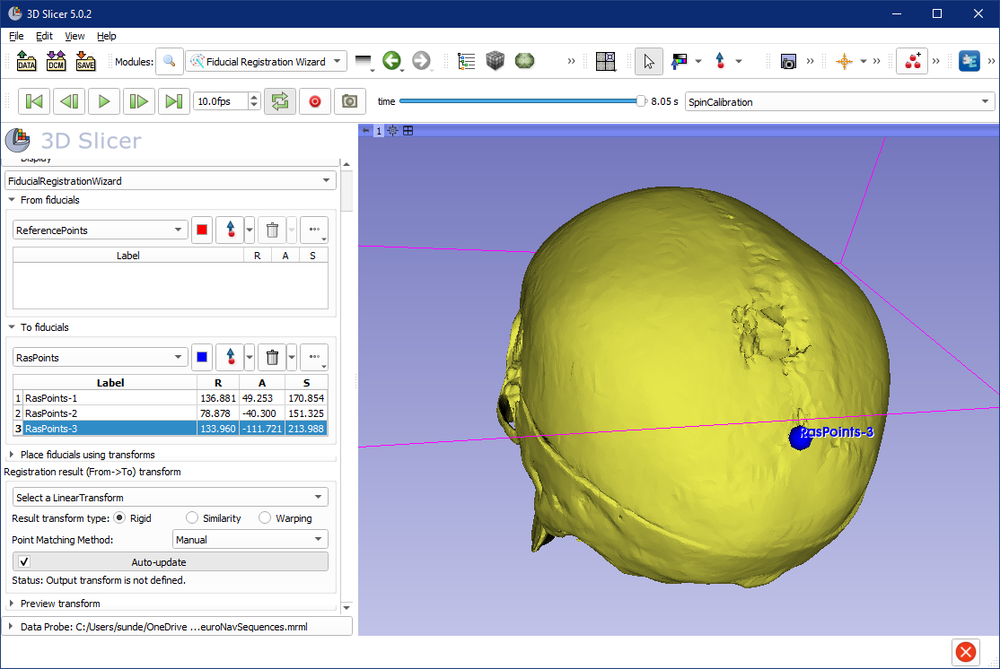 3D Slicer 5.0.2
File Edit View Help
DATA DCM SAVE Modules: Fiducial Registration Wizard
10.0fps time 8.05 s SpinCalibration
3D Slicer
1
Display
FiducialRegistrationWizard
From fiducials
ReferencePoints
Label R A S
To fiducials
RasPoints
Label R A S
1 RasPoints-1 136.881 49.253 170.854
2 RasPoints-2 78.878 -40.300 151.325
3 RasPoints-3 133.960 -111.721 213.988
RasPoints-3
Place fiducials using transforms
Registration result (From->To) transform
Select a LinearTransform
Result transform type: Rigid Similarity Warping
Point Matching Method: Manual
Auto-update
Status: Output transform is not defined.
Preview transform
Data Probe: C:/Users/sunde/OneDrive ...euroNavSequences.mrml